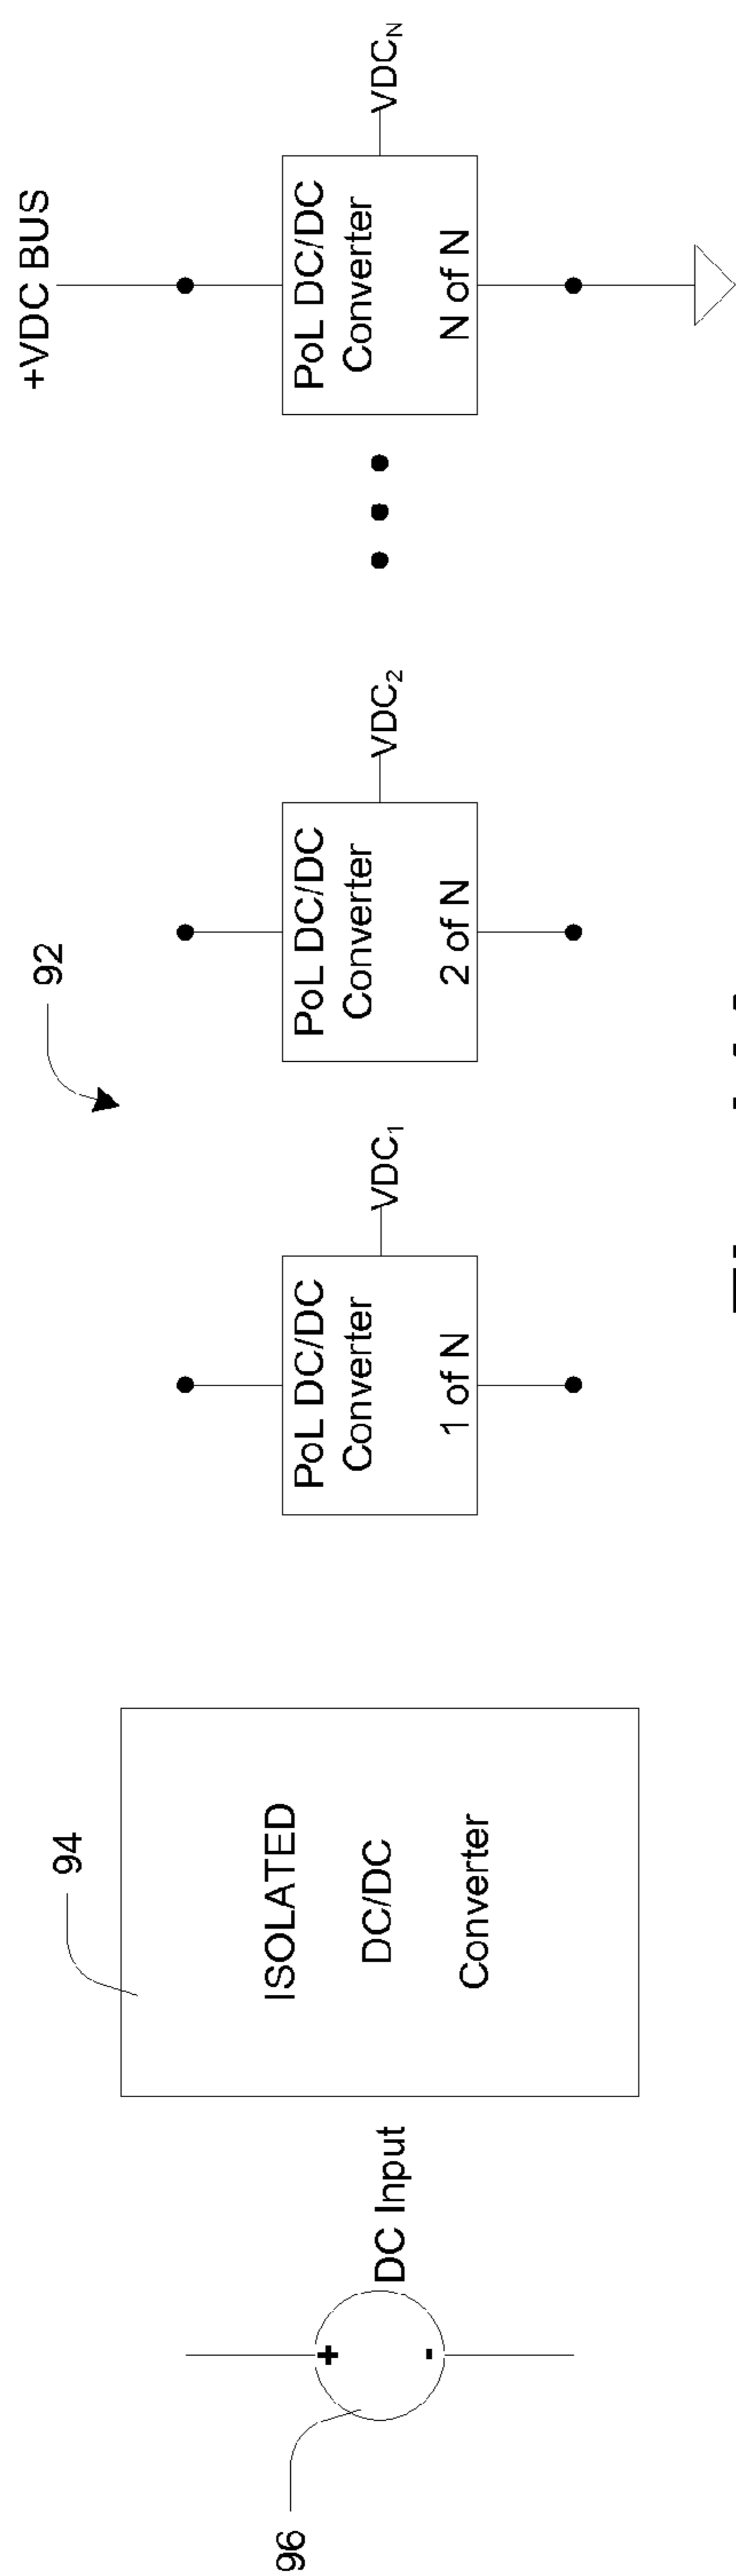 96
+
-
DC Input
94
ISOLATED
DC/DC
Converter
92
PoL DC/DC
Converter
1 of N
VDC₁
PoL DC/DC
Converter
2 of N
VDC₂
+VDC BUS
PoL DC/DC
Converter
N of N
VDCN